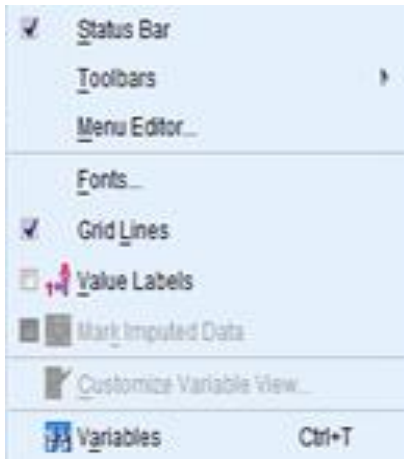 Status Bar
Toolbars
Menu Editor...
Fonts...
Grid Lines
Value Labels
Mark Imputed Data
Customize Variable View...
Variables Ctrl+T